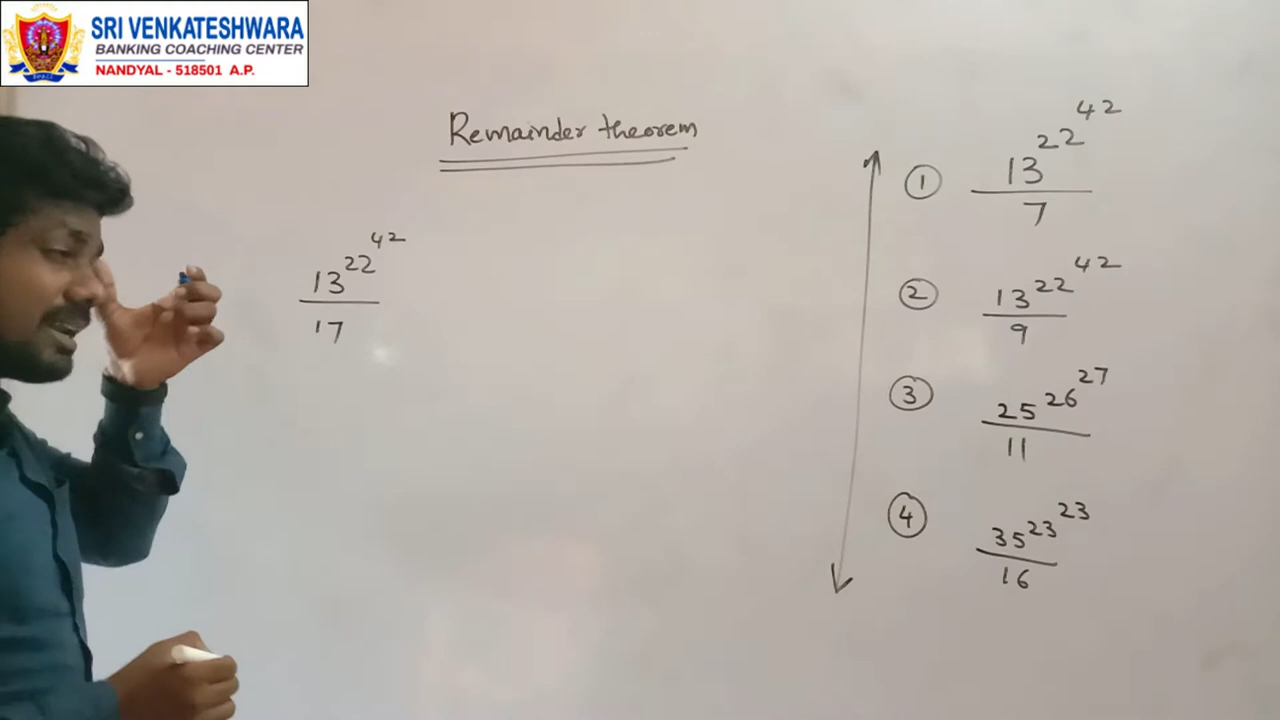 SRI VENKATESHWARA
BANKING COACHING CENTER
NANDYAL - 518501 A.P.
Remainder theorem
13^22^42
17
① 13^22^42
7
② 13^22^42
9
③ 25^26^27
11
④ 35^23^23
16